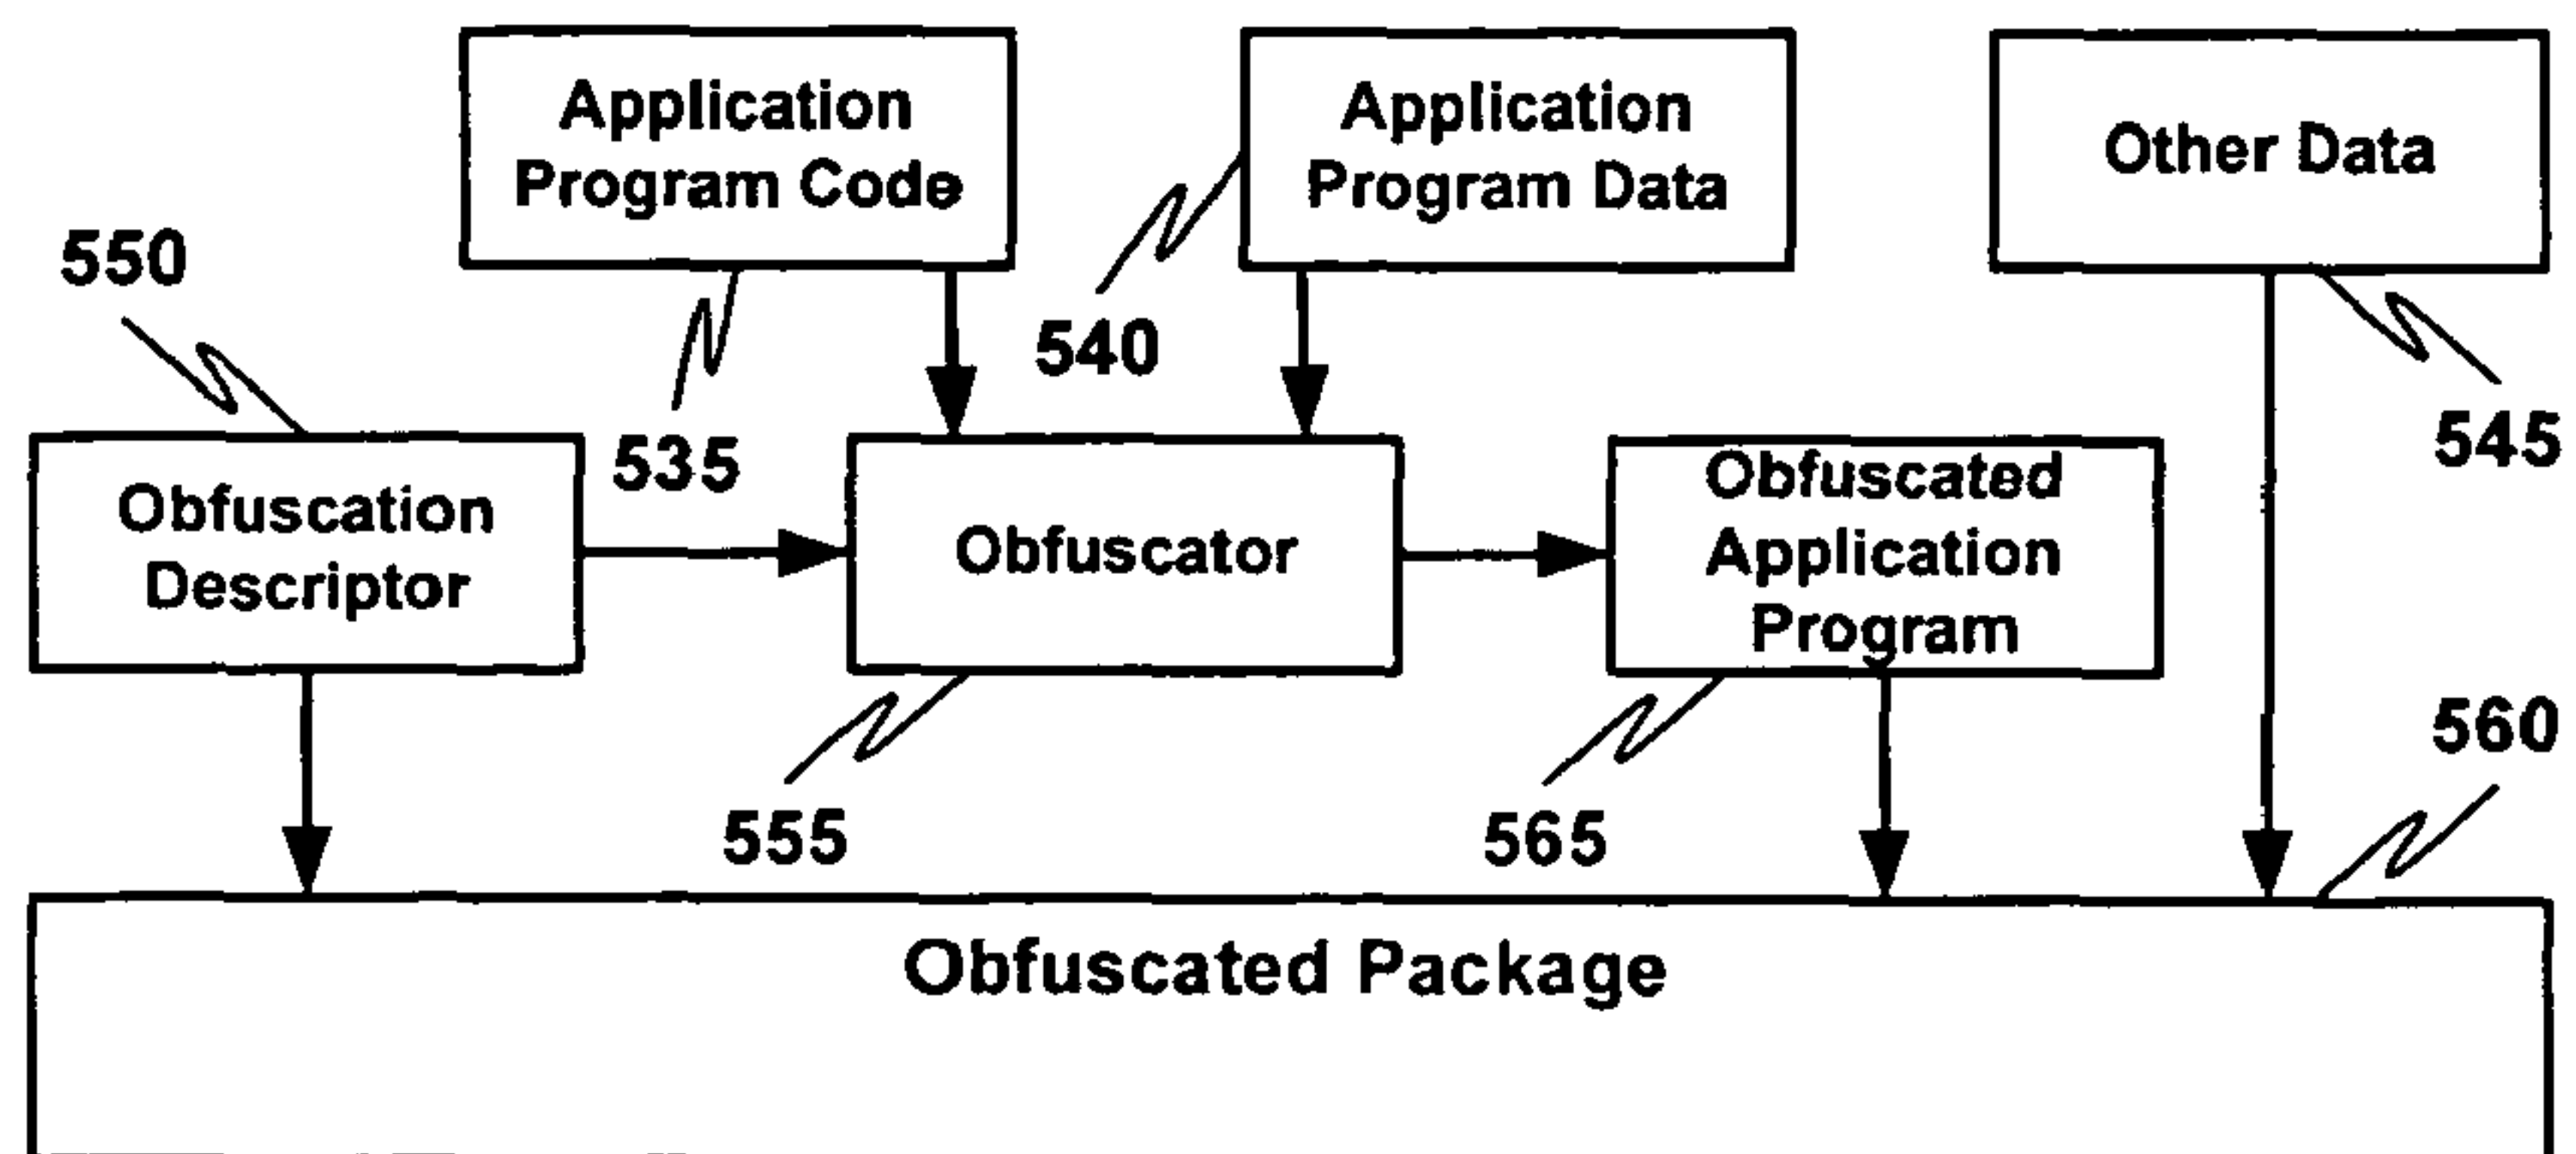 Application
Program Code
Application
Program Data
Other Data
550
540
535
545
Obfuscation
Descriptor
Obfuscator
Obfuscated
Application
Program
560
555
565
Obfuscated Package